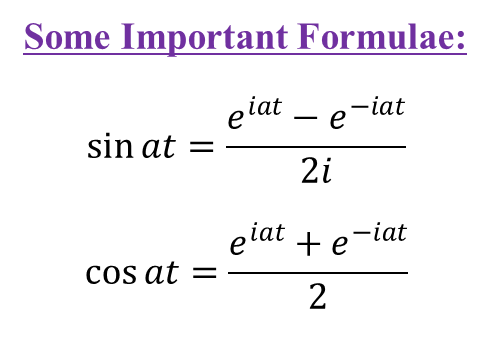 Some Important Formulae:
sin at = (e^{iat} − e^{−iat}) / 2i
cos at = (e^{iat} + e^{−iat}) / 2